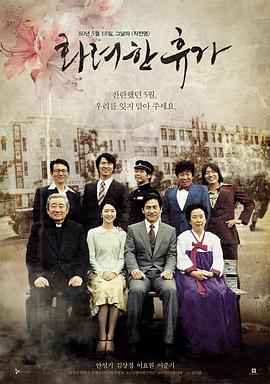 80년 5월 18일, 그날의 <작전명>
화려한 휴가
찬란했던 5월,
우리를 잊지 말아 주세요.
안성기 김상경 이요원 이준기